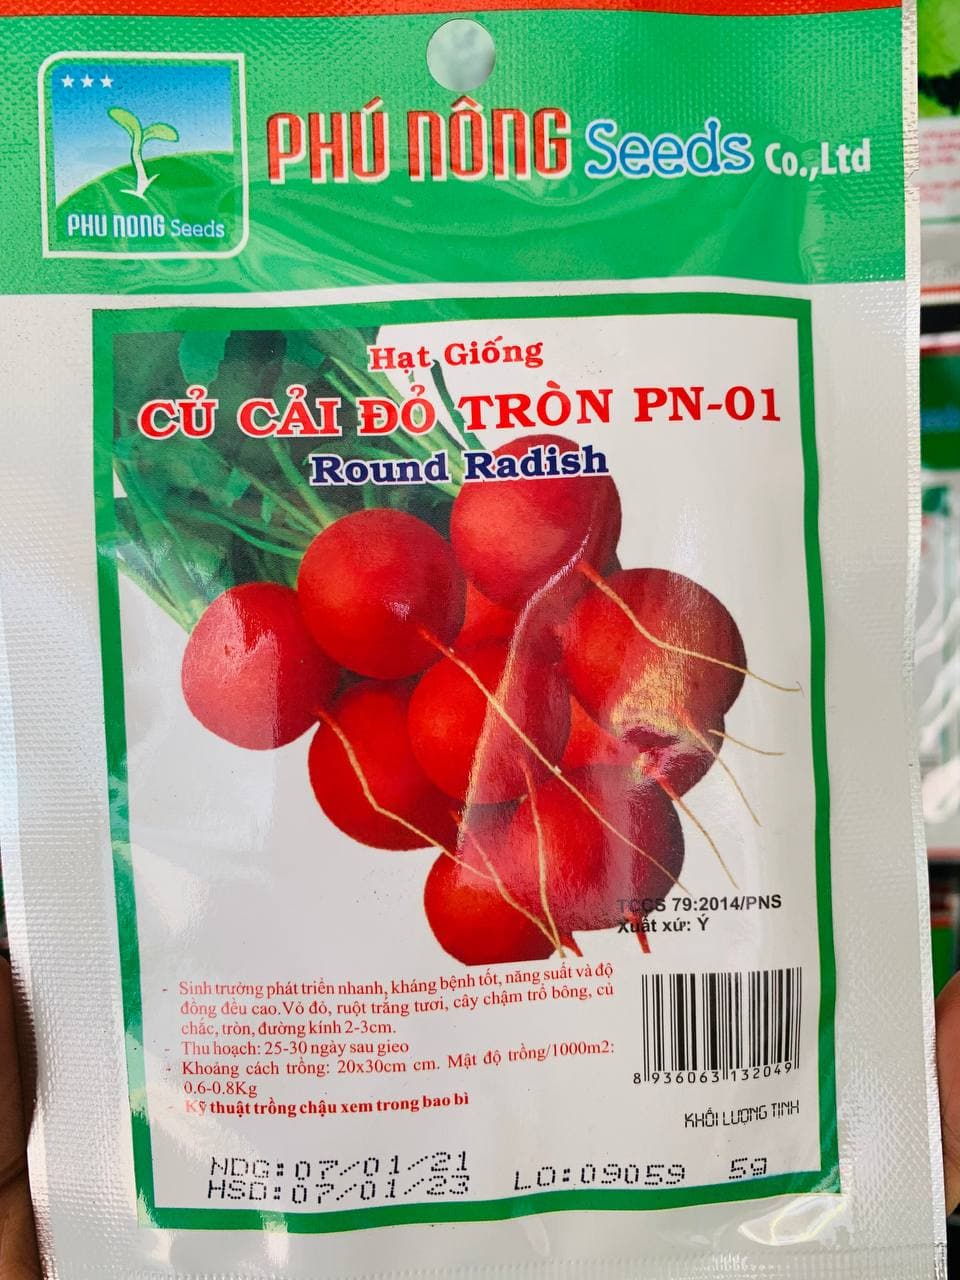 PHÚ NÔNG Seeds Co.,Ltd
PHU NONG Seeds
Hạt Giống
CỦ CẢI ĐỎ TRÒN PN-01
Round Radish
TCCS 79:2014/PNS
Xuất xứ: Ý
- Sinh trưởng phát triển nhanh, kháng bệnh tốt, năng suất và độ
đồng đều cao. Vỏ đỏ, ruột trắng tươi, cây chậm trổ bông, củ
chắc, tròn, đường kính 2-3cm.
- Thu hoạch: 25-30 ngày sau gieo
- Khoảng cách trồng: 20x30cm cm. Mật độ trồng/1000m2:
0.6-0.8Kg
- Kỹ thuật trồng chậu xem trong bao bì
8 936063 132049
KHỐI LƯỢNG TỊNH
NDG:07/01/21
HSD:07/01/23
LO:09059 5g